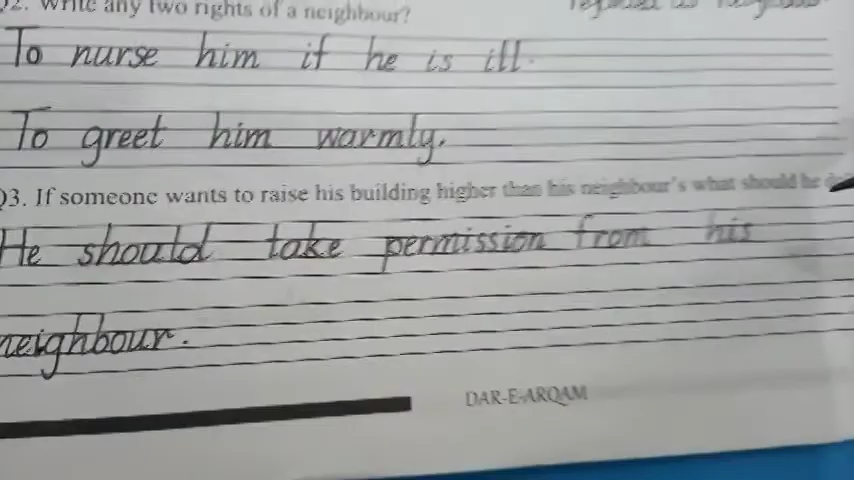 2. Write any two rights of a neighbour?
To nurse him if he is ill.
To greet him warmly.
Q3. If someone wants to raise his building higher than his neighbour's what should he
He should take permission from his
neighbour.
DAR-E-ARQAM